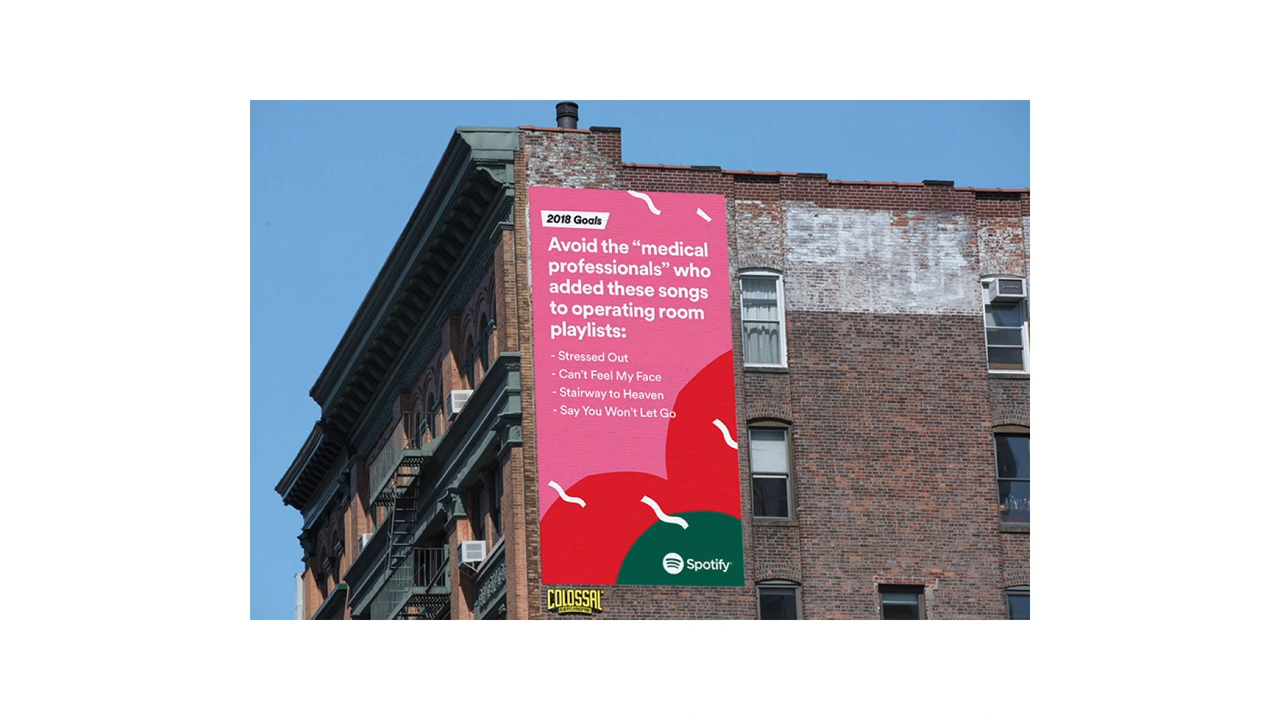 2018 Goals
Avoid the “medical
professionals” who
added these songs
to operating room
playlists:
- Stressed Out
- Can't Feel My Face
- Stairway to Heaven
- Say You Won't Let Go
Spotify
COLOSSAL